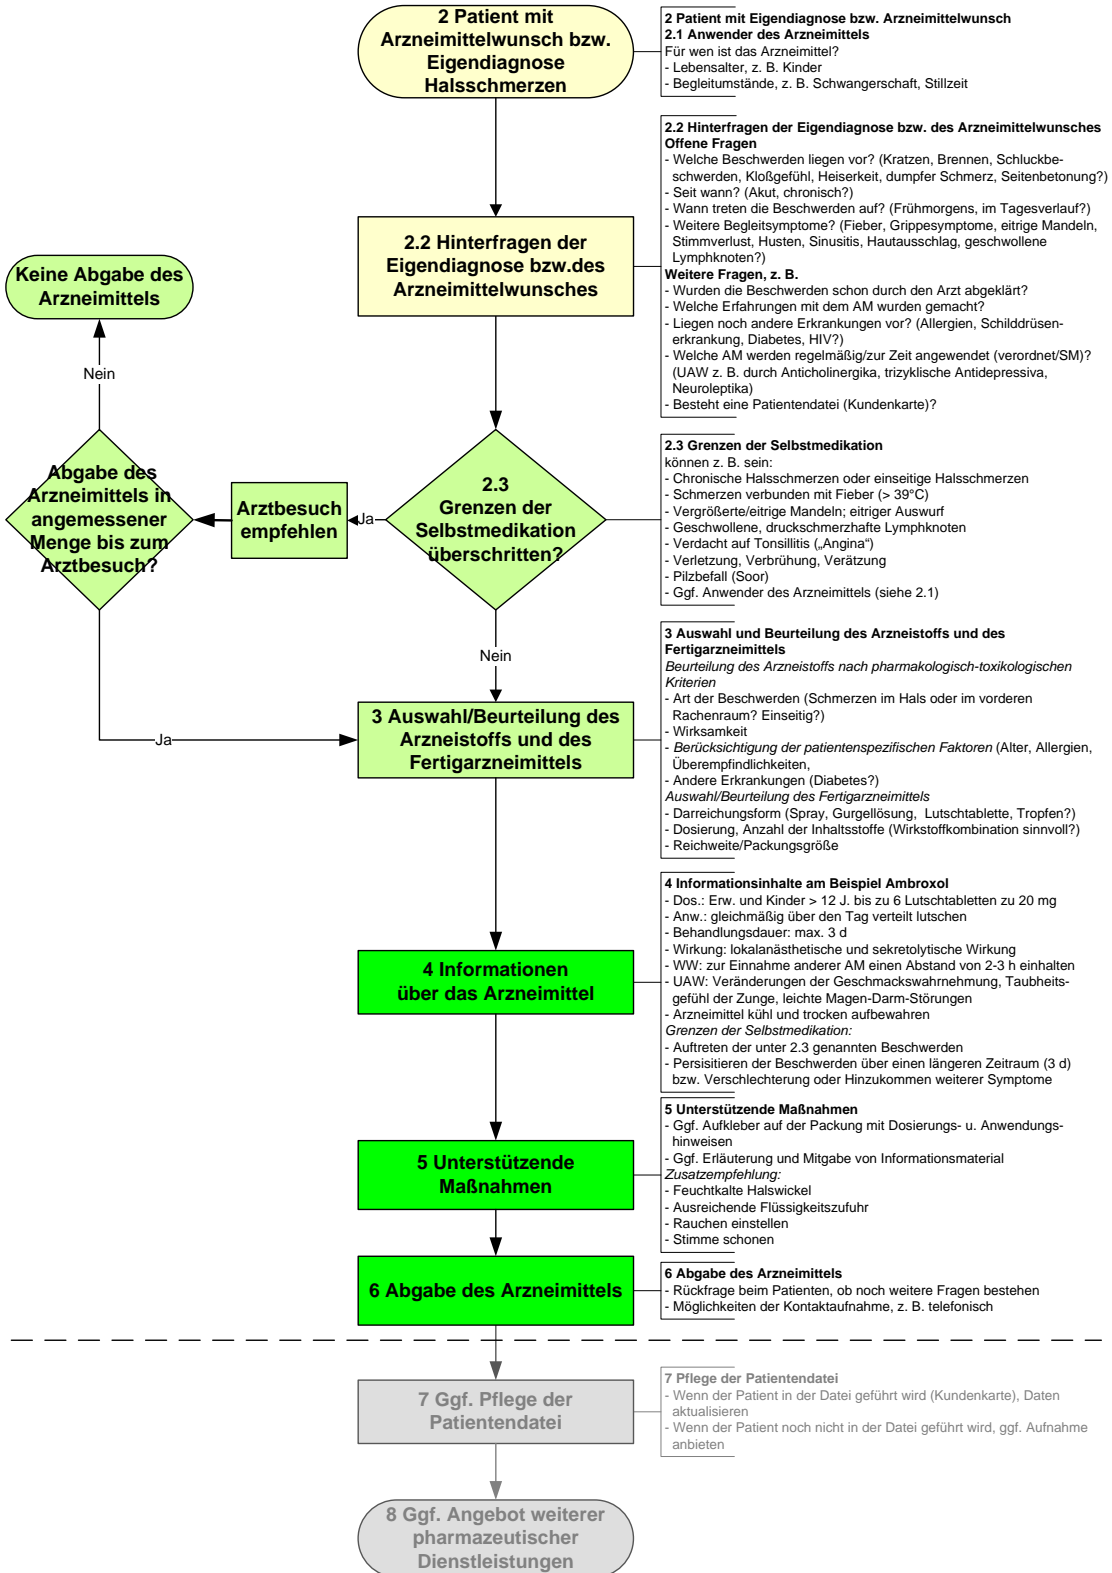 2 Patient mit
Arzneimittelwunsch bzw.
Eigendiagnose
Halsschmerzen
2 Patient mit Eigendiagnose bzw. Arzneimittelwunsch
2.1 Anwender des Arzneimittels
Für wen ist das Arzneimittel?
- Lebensalter, z. B. Kinder
- Begleitumstände, z. B. Schwangerschaft, Stillzeit
2.2 Hinterfragen der
Eigendiagnose bzw.des
Arzneimittelwunsches
2.2 Hinterfragen der Eigendiagnose bzw. des Arzneimittelwunsches
Offene Fragen
- Welche Beschwerden liegen vor? (Kratzen, Brennen, Schluckbe-
schwerden, Kloßgefühl, Heiserkeit, dumpfer Schmerz, Seitenbetonung?)
- Seit wann? (Akut, chronisch?)
- Wann treten die Beschwerden auf? (Frühmorgens, im Tagesverlauf?)
- Weitere Begleitsymptome? (Fieber, Grippesymptome, eitrige Mandeln,
Stimmverlust, Husten, Sinusitis, Hautausschlag, geschwollene
Lymphknoten?)
Weitere Fragen, z. B.
- Wurden die Beschwerden schon durch den Arzt abgeklärt?
- Welche Erfahrungen mit dem AM wurden gemacht?
- Liegen noch andere Erkrankungen vor? (Allergien, Schilddrüsen-
erkrankung, Diabetes, HIV?)
- Welche AM werden regelmäßig/zur Zeit angewendet (verordnet/SM)?
(UAW z. B. durch Anticholinergika, trizyklische Antidepressiva,
Neuroleptika)
- Besteht eine Patientendatei (Kundenkarte)?
Keine Abgabe des
Arzneimittels
Nein
Abgabe des
Arzneimittels in
angemessener
Menge bis zum
Arztbesuch?
Arztbesuch
empfehlen
Ja
2.3
Grenzen der
Selbstmedikation
überschritten?
2.3 Grenzen der Selbstmedikation
können z. B. sein:
- Chronische Halsschmerzen oder einseitige Halsschmerzen
- Schmerzen verbunden mit Fieber (> 39°C)
- Vergrößerte/eitrige Mandeln; eitriger Auswurf
- Geschwollene, druckschmerzhafte Lymphknoten
- Verdacht auf Tonsillitis („Angina“)
- Verletzung, Verbrühung, Verätzung
- Pilzbefall (Soor)
- Ggf. Anwender des Arzneimittels (siehe 2.1)
Nein
Ja
3 Auswahl/Beurteilung des
Arzneistoffs und des
Fertigarzneimittels
3 Auswahl und Beurteilung des Arzneistoffs und des
Fertigarzneimittels
Beurteilung des Arzneistoffs nach pharmakologisch-toxikologischen
Kriterien
- Art der Beschwerden (Schmerzen im Hals oder im vorderen
Rachenraum? Einseitig?)
- Wirksamkeit
- Berücksichtigung der patientenspezifischen Faktoren (Alter, Allergien,
Überempfindlichkeiten,
- Andere Erkrankungen (Diabetes?)
Auswahl/Beurteilung des Fertigarzneimittels
- Darreichungsform (Spray, Gurgellösung, Lutschtablette, Tropfen?)
- Dosierung, Anzahl der Inhaltsstoffe (Wirkstoffkombination sinnvoll?)
- Reichweite/Packungsgröße
4 Informationen
über das Arzneimittel
4 Informationsinhalte am Beispiel Ambroxol
- Dos.: Erw. und Kinder > 12 J. bis zu 6 Lutschtabletten zu 20 mg
- Anw.: gleichmäßig über den Tag verteilt lutschen
- Behandlungsdauer: max. 3 d
- Wirkung: lokalanästhetische und sekretolytische Wirkung
- WW: zur Einnahme anderer AM einen Abstand von 2-3 h einhalten
- UAW: Veränderungen der Geschmackswahrnehmung, Taubheits-
gefühl der Zunge, leichte Magen-Darm-Störungen
- Arzneimittel kühl und trocken aufbewahren
Grenzen der Selbstmedikation:
- Auftreten der unter 2.3 genannten Beschwerden
- Persisitieren der Beschwerden über einen längeren Zeitraum (3 d)
bzw. Verschlechterung oder Hinzukommen weiterer Symptome
5 Unterstützende
Maßnahmen
5 Unterstützende Maßnahmen
- Ggf. Aufkleber auf der Packung mit Dosierungs- u. Anwendungs-
hinweisen
- Ggf. Erläuterung und Mitgabe von Informationsmaterial
Zusatzempfehlung:
- Feuchtkalte Halswickel
- Ausreichende Flüssigkeitszufuhr
- Rauchen einstellen
- Stimme schonen
6 Abgabe des Arzneimittels
6 Abgabe des Arzneimittels
- Rückfrage beim Patienten, ob noch weitere Fragen bestehen
- Möglichkeiten der Kontaktaufnahme, z. B. telefonisch
7 Ggf. Pflege der
Patientendatei
7 Pflege der Patientendatei
- Wenn der Patient in der Datei geführt wird (Kundenkarte), Daten
aktualisieren
- Wenn der Patient noch nicht in der Datei geführt wird, ggf. Aufnahme
anbieten
8 Ggf. Angebot weiterer
pharmazeutischer
Dienstleistungen